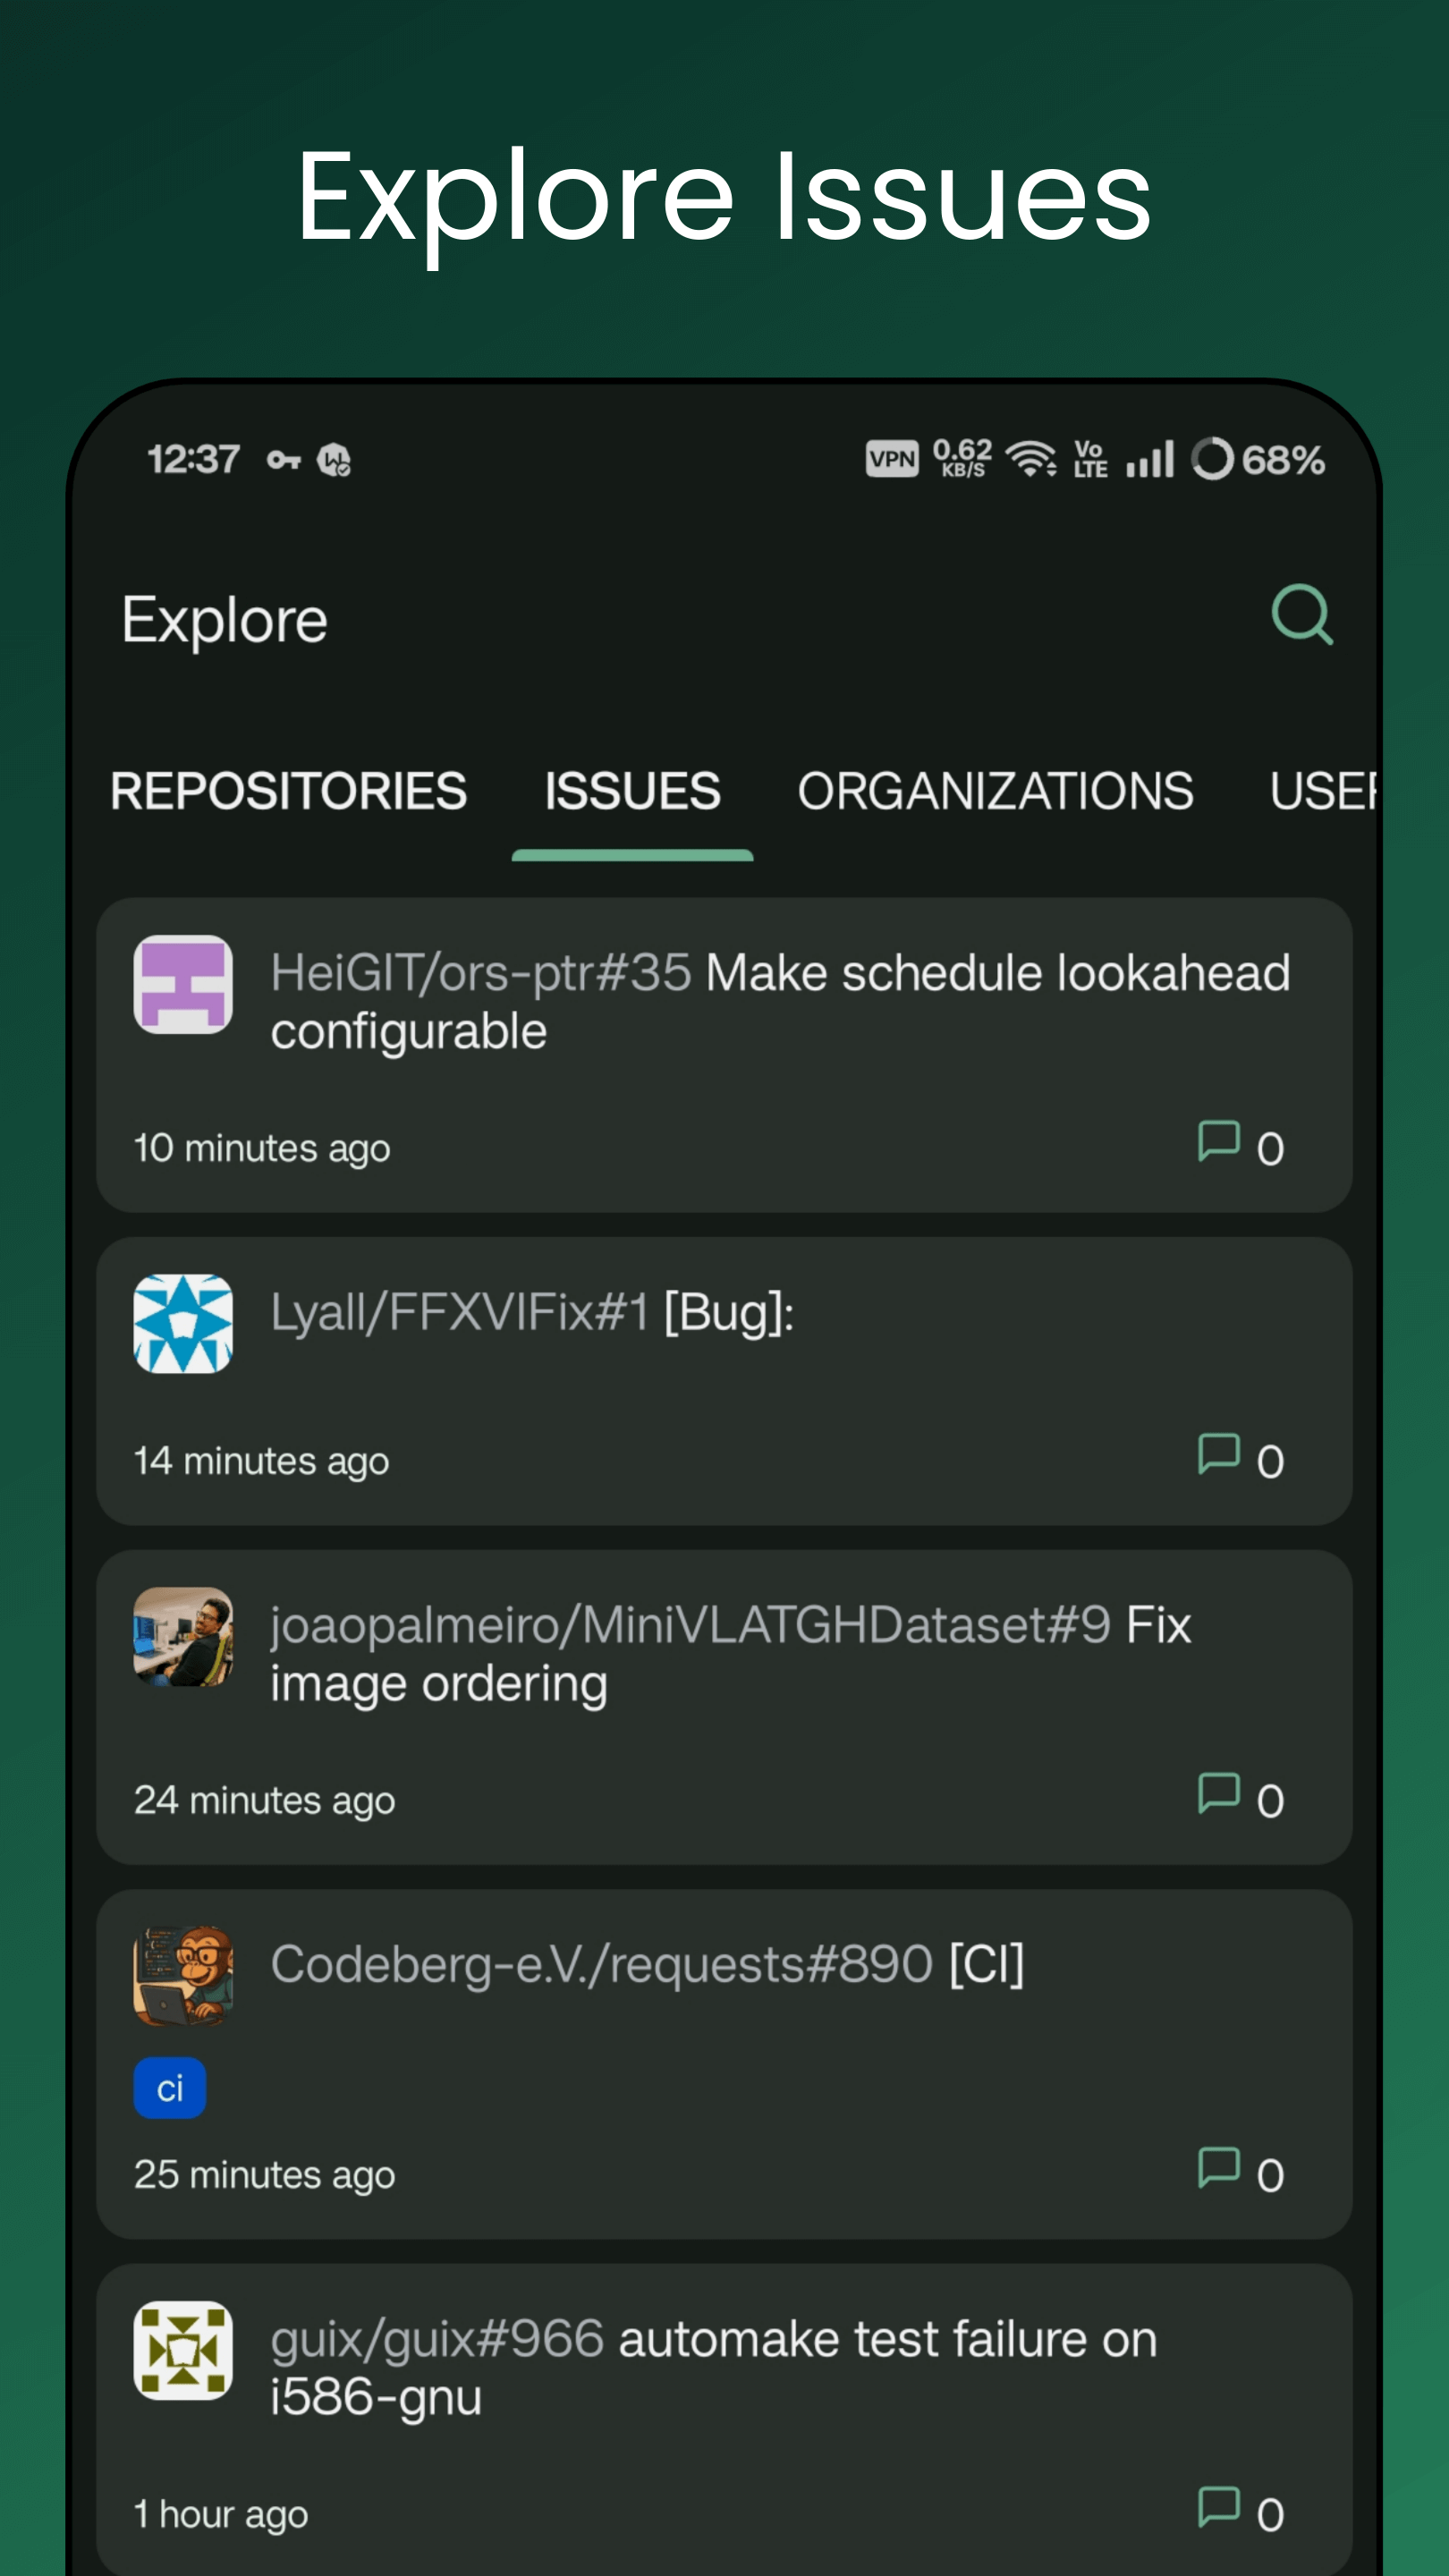 Explore Issues
12:37 VPN 0.62 KB/S Vo LTE 68%
Explore
REPOSITORIES ISSUES ORGANIZATIONS USER
HeiGIT/ors-ptr#35 Make schedule lookahead
configurable
10 minutes ago 0
Lyall/FFXVIFix#1 [Bug]:
14 minutes ago 0
joaopalmeiro/MiniVLATGHDataset#9 Fix
image ordering
24 minutes ago 0
Codeberg-e.V./requests#890 [CI]
ci
25 minutes ago 0
guix/guix#966 automake test failure on
i586-gnu
1 hour ago 0